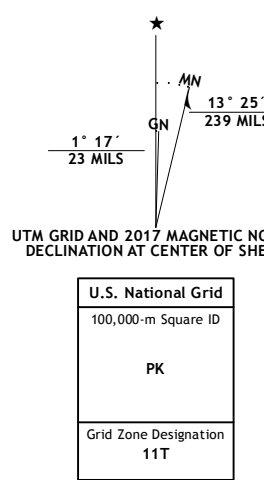 MN
GN
13° 25´
239 MILS
1° 17´
23 MILS
UTM GRID AND 2017 MAGNETIC NO
DECLINATION AT CENTER OF SHE
U.S. National Grid
100,000-m Square ID
PK
Grid Zone Designation
11T